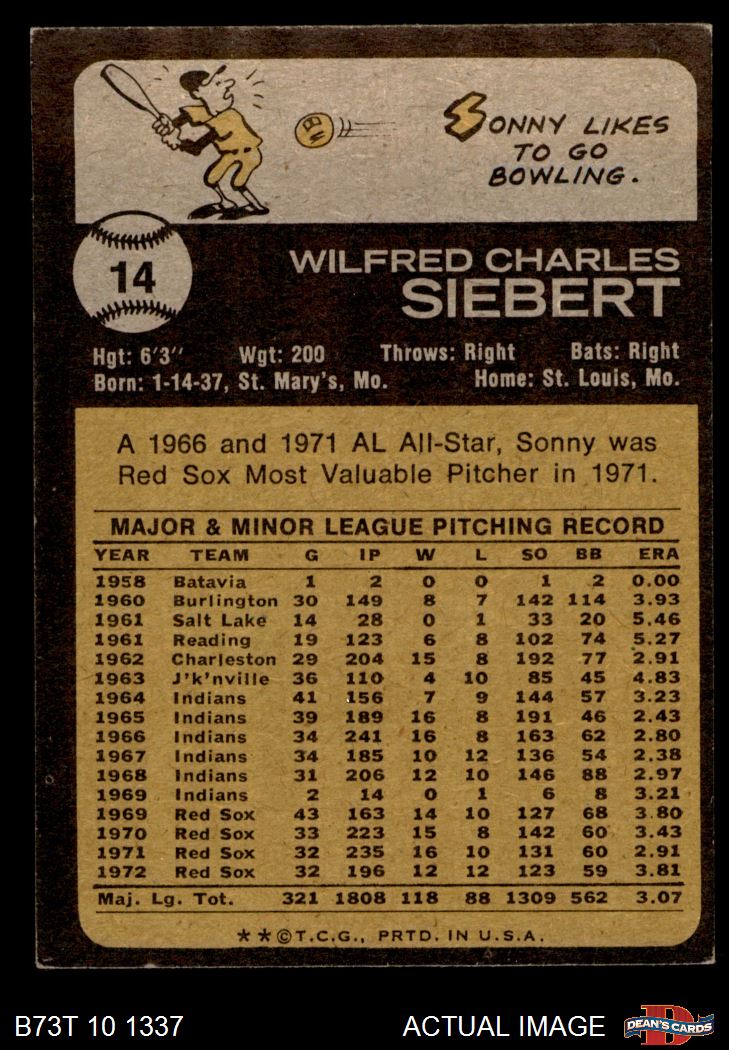 SONNY LIKES
TO GO
BOWLING.
14
WILFRED CHARLES
SIEBERT
Hgt: 6'3" Wgt: 200 Throws: Right Bats: Right
Born: 1-14-37, St. Mary's, Mo. Home: St. Louis, Mo.
A 1966 and 1971 AL All-Star, Sonny was
Red Sox Most Valuable Pitcher in 1971.
MAJOR & MINOR LEAGUE PITCHING RECORD
YEAR TEAM G IP W L SO BB ERA
1958 Batavia 1 2 0 0 1 2 0.00
1960 Burlington 30 149 8 7 142 114 3.93
1961 Salt Lake 14 28 0 1 33 20 5.46
1961 Reading 19 123 6 8 102 74 5.27
1962 Charleston 29 204 15 8 192 77 2.91
1963 J'k'nville 36 110 4 10 85 45 4.83
1964 Indians 41 156 7 9 144 57 3.23
1965 Indians 39 189 16 8 191 46 2.43
1966 Indians 34 241 16 8 163 62 2.80
1967 Indians 34 185 10 12 136 54 2.38
1968 Indians 31 206 12 10 146 88 2.97
1969 Indians 2 14 0 1 6 8 3.21
1969 Red Sox 43 163 14 10 127 68 3.80
1970 Red Sox 33 223 15 8 142 60 3.43
1971 Red Sox 32 235 16 10 131 60 2.91
1972 Red Sox 32 196 12 12 123 59 3.81
Maj. Lg. Tot. 321 1808 118 88 1309 562 3.07
**©T.C.G., PRTD. IN U.S.A.
B73T 10 1337 ACTUAL IMAGE DEAN'S CARDS